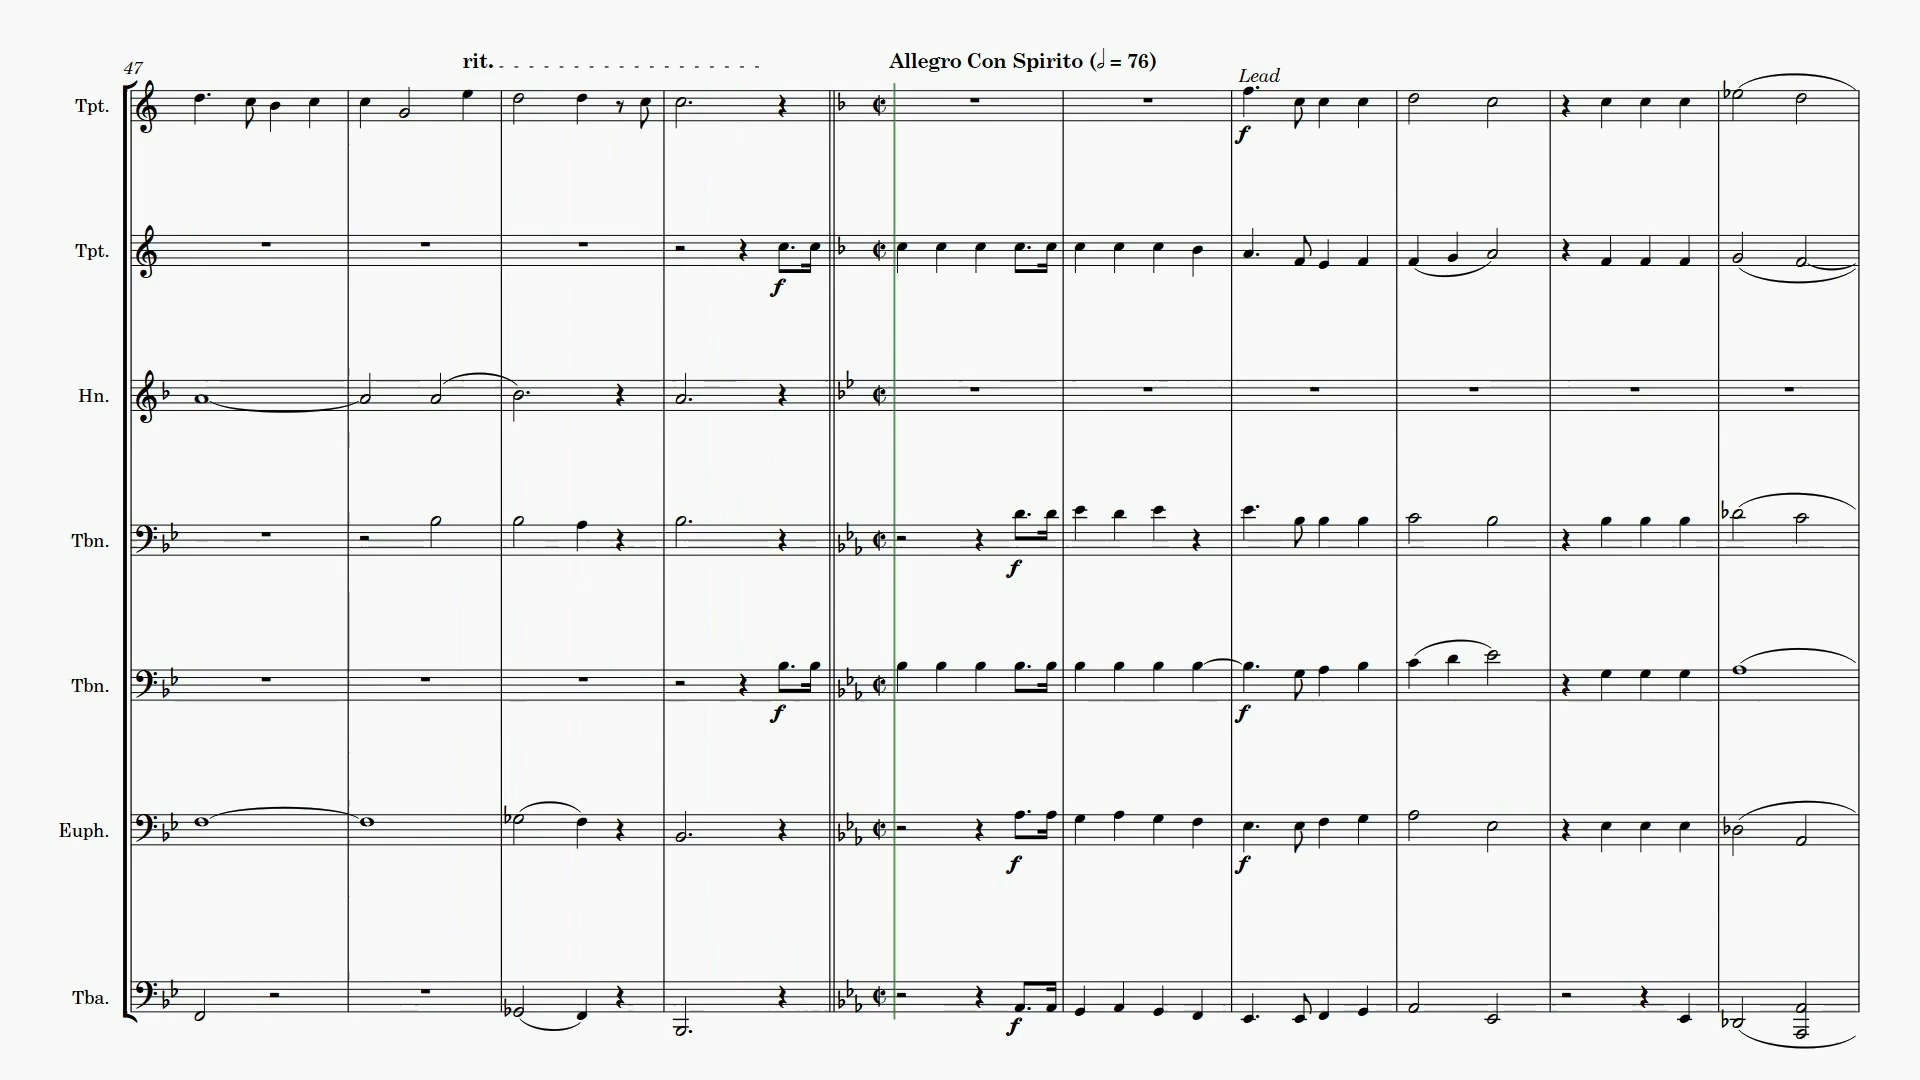 rit.
Allegro Con Spirito (𝅗𝅥 = 76)
47
Lead
Tpt.
f
Tpt.
f
Hn.
Tbn.
f
Tbn.
f f
Euph.
f f
Tba.
f